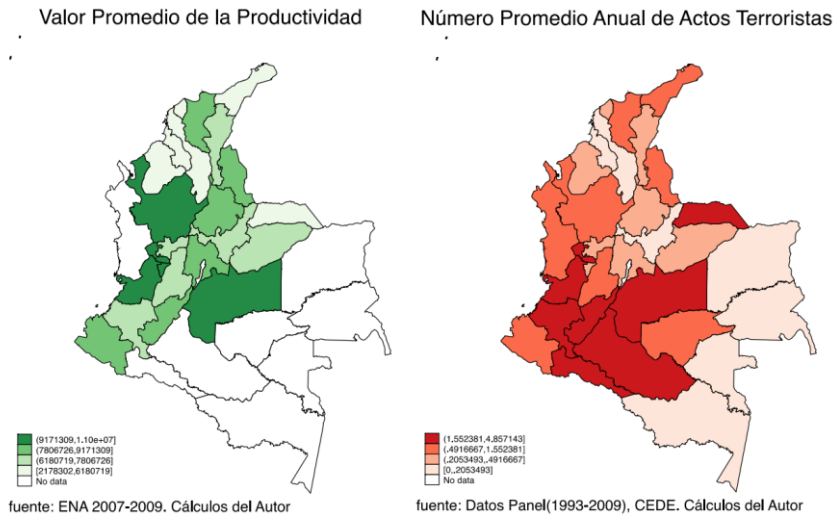 Valor Promedio de la Productividad
(9171309,1.10e+07]
(7806726,9171309]
(6180719,7806726]
[2178302,6180719]
No data
fuente: ENA 2007-2009. Cálculos del Autor
Número Promedio Anual de Actos Terroristas
(1,552381,4,857143]
(,4916667,1,552381]
(,2053493,,4916667]
[0,,2053493]
No data
fuente: Datos Panel(1993-2009), CEDE. Cálculos del Autor